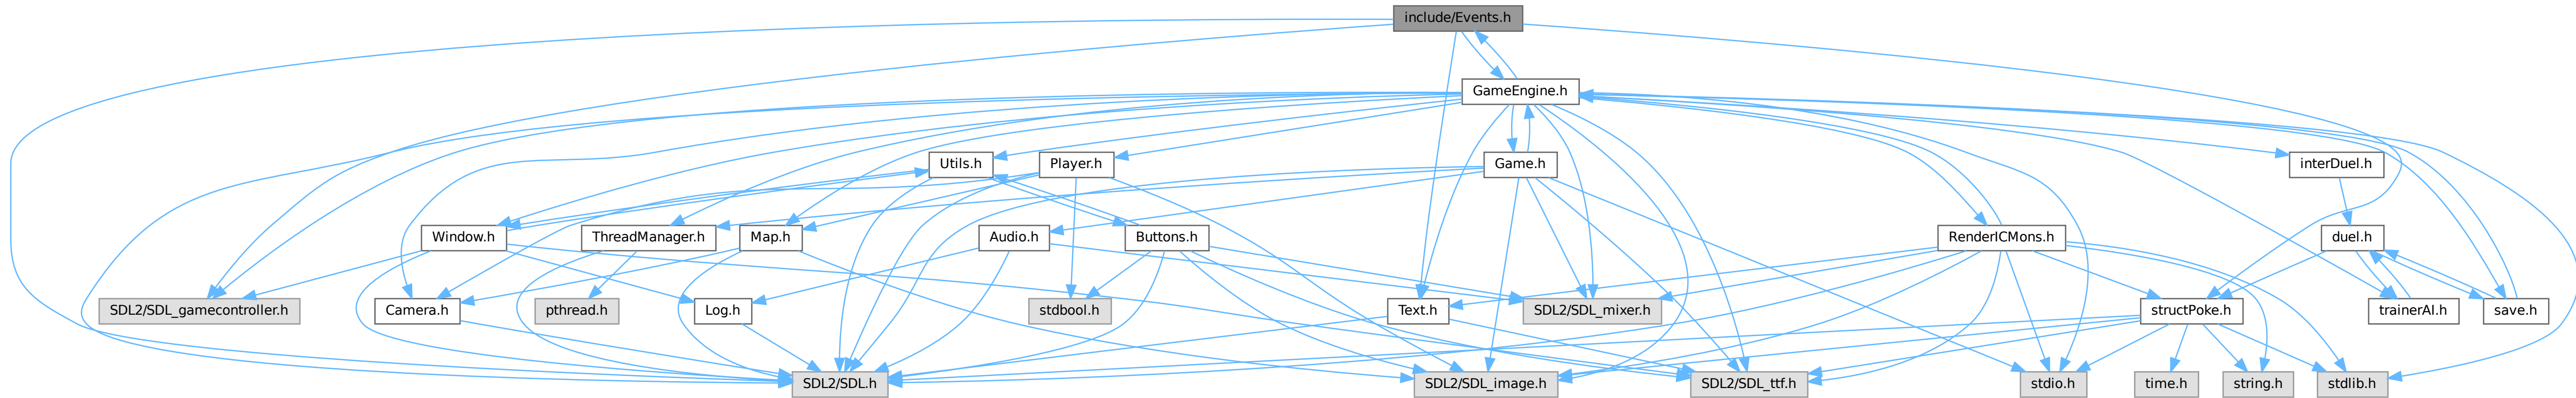 include/Events.h
GameEngine.h
Utils.h
Player.h
Game.h
interDuel.h
Window.h
ThreadManager.h
Map.h
Audio.h
Buttons.h
RenderICMons.h
duel.h
SDL2/SDL_gamecontroller.h
Camera.h
pthread.h
Log.h
stdbool.h
Text.h
SDL2/SDL_mixer.h
structPoke.h
trainerAI.h
save.h
SDL2/SDL.h
SDL2/SDL_image.h
SDL2/SDL_ttf.h
stdio.h
time.h
string.h
stdlib.h